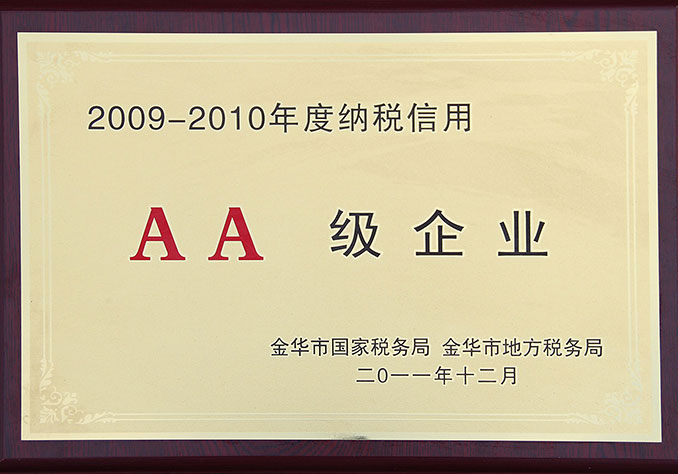 2009-2010年度纳税信用
AA 级企业
金华市国家税务局 金华市地方税务局
二0一一年十二月